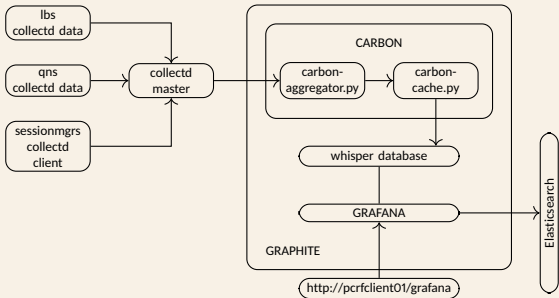 lbs
collectd data
qns
collectd data
sessionmgrs
collectd
client
collectd
master
CARBON
carbon-
aggregator.py
carbon-
cache.py
whisper database
GRAFANA
GRAPHITE
http://pcrfclient01/grafana
Elasticsearch